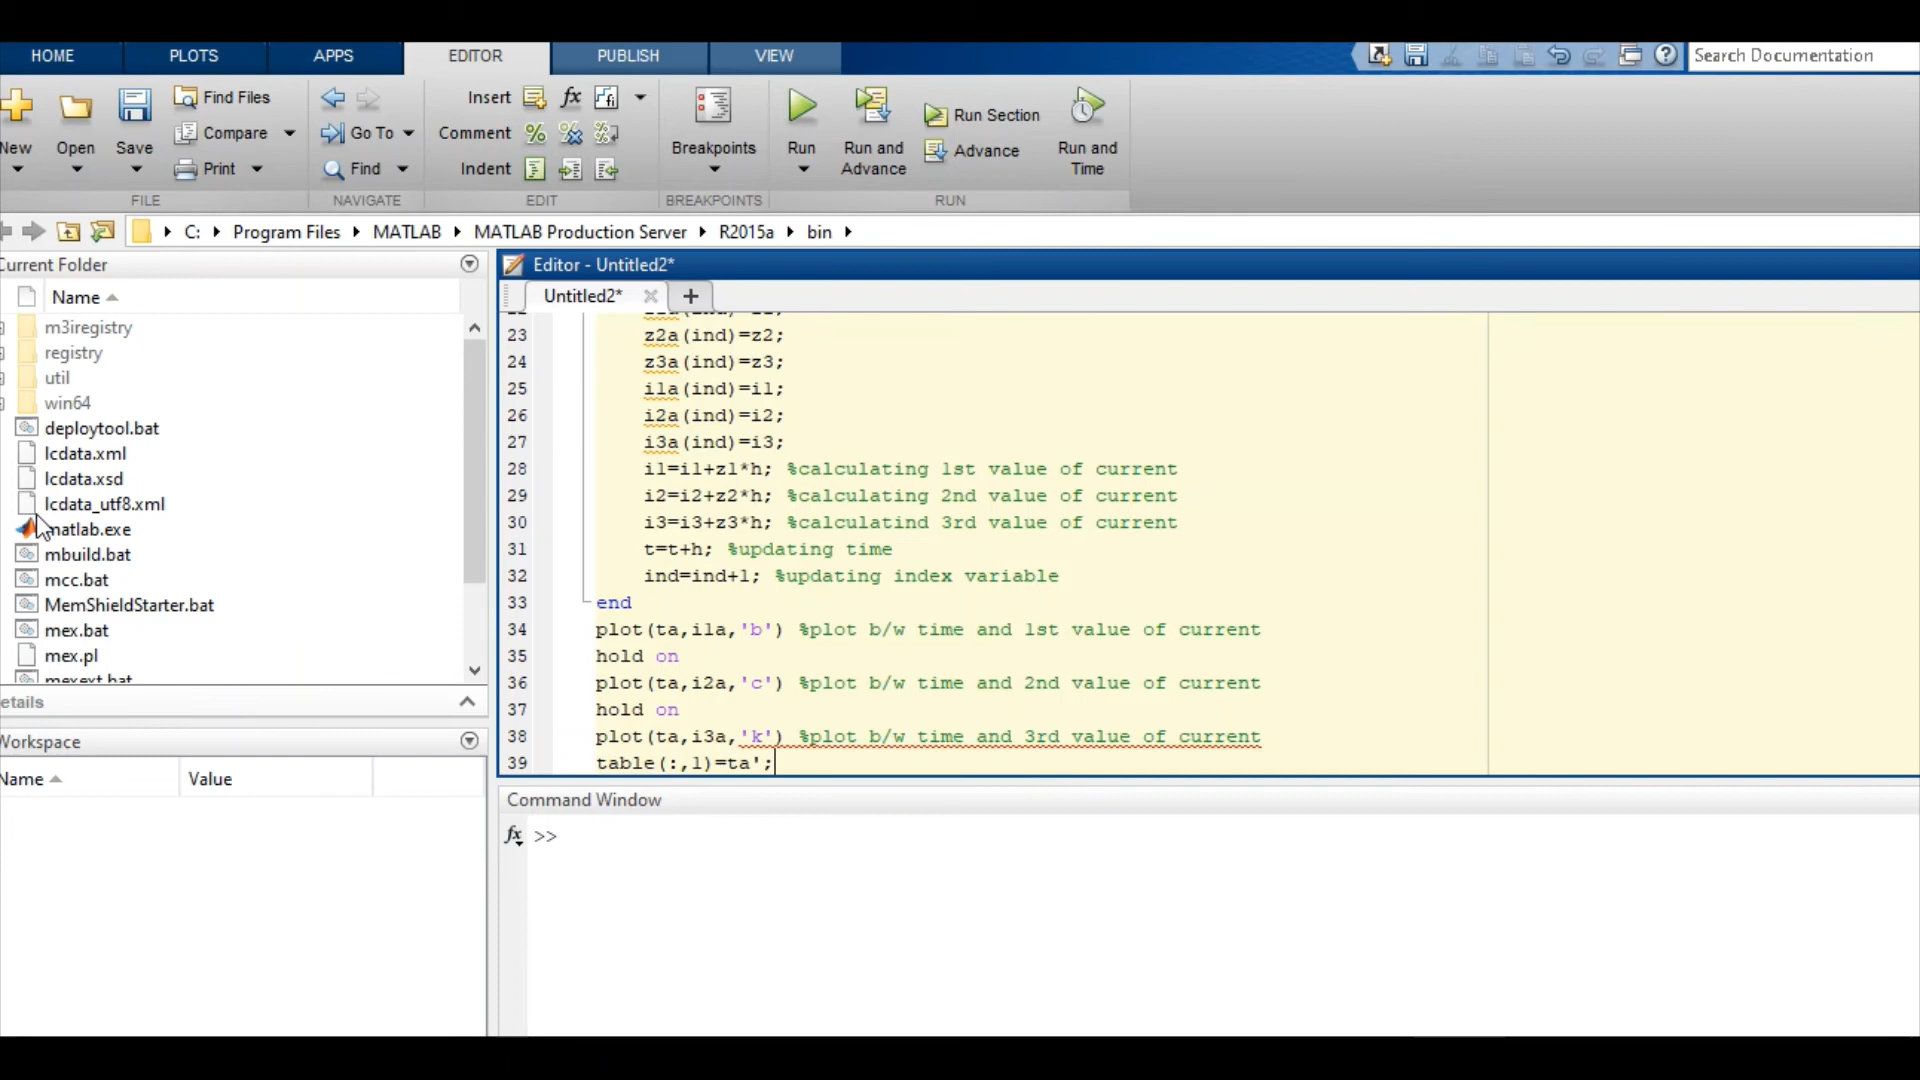 HOME PLOTS APPS EDITOR PUBLISH VIEW Search Documentation
New Open Save Find Files Compare Print
Go To Find
Insert fx
Comment
Indent
Breakpoints
Run Run and Advance Run Section Advance Run and Time
FILE NAVIGATE EDIT BREAKPOINTS RUN
C: Program Files MATLAB MATLAB Production Server R2015a bin
Current Folder
Name
m3iregistry
registry
util
win64
deploytool.bat
lcdata.xml
lcdata.xsd
lcdata_utf8.xml
matlab.exe
mbuild.bat
mcc.bat
MemShieldStarter.bat
mex.bat
mex.pl
mexext.bat
etails
Workspace
Name Value
Editor - Untitled2*
Untitled2*
23 z2a(ind)=z2;
24 z3a(ind)=z3;
25 i1a(ind)=i1;
26 i2a(ind)=i2;
27 i3a(ind)=i3;
28 i1=i1+z1*h; %calculating 1st value of current
29 i2=i2+z2*h; %calculating 2nd value of current
30 i3=i3+z3*h; %calculatind 3rd value of current
31 t=t+h; %updating time
32 ind=ind+1; %updating index variable
33 end
34 plot(ta,i1a,'b') %plot b/w time and 1st value of current
35 hold on
36 plot(ta,i2a,'c') %plot b/w time and 2nd value of current
37 hold on
38 plot(ta,i3a,'k') %plot b/w time and 3rd value of current
39 table(:,1)=ta';
Command Window
fx >>